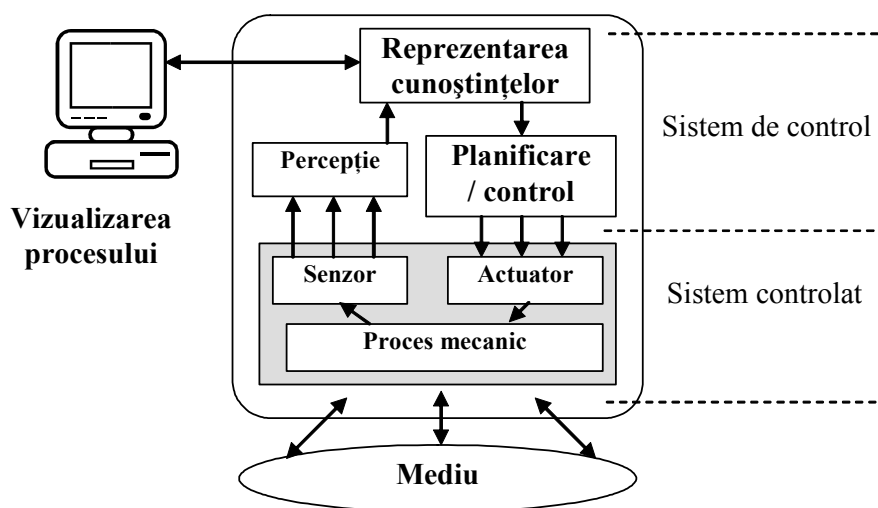 Reprezentarea
cunoştinţelor
Sistem de control
Percepţie
Planificare
/ control
Vizualizarea
procesului
Senzor
Actuator
Sistem controlat
Proces mecanic
Mediu